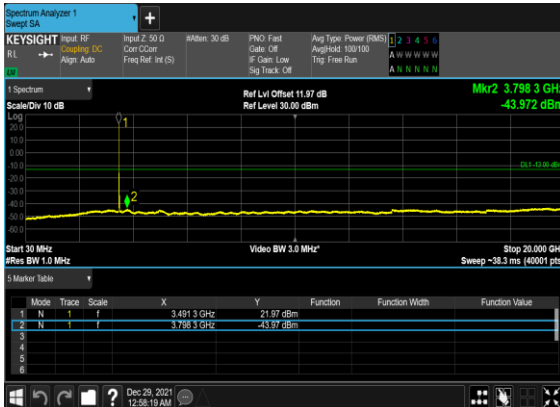 Spectrum Analyzer 1
Swept SA
+
KEYSIGHT Input: RF Input Z: 50 Ω #Atten: 30 dB PNO: Fast Avg Type: Power (RMS) 1 2 3 4 5 6
RL Coupling: DC Corr CCorr Gate: Off Avg|Hold: 100/100 A W W W W W
Align: Auto Freq Ref: Int (S) IF Gain: Low Trig: Free Run
Sig Track: Off A N N N N N
1 Spectrum
Scale/Div 10 dB
Ref Lvl Offset 11.97 dB
Ref Level 30.00 dBm
Mkr2 3.798 3 GHz
-43.972 dBm
Log
20.0
10.0
0.00
-10.0
-20.0
-30.0
-40.0
-50.0
-60.0
1
2
DL1 -13.00 dBm
Start 30 MHz Video BW 3.0 MHz* Stop 20.000 GHz
#Res BW 1.0 MHz Sweep ~38.3 ms (40001 pts)
5 Marker Table
Mode Trace Scale X Y Function Function Width Function Value
1 N 1 f 3.491 3 GHz 21.97 dBm
2 N 1 f 3.798 3 GHz -43.97 dBm
3
4
5
6
? Dec 29, 2021
12:58:19 AM